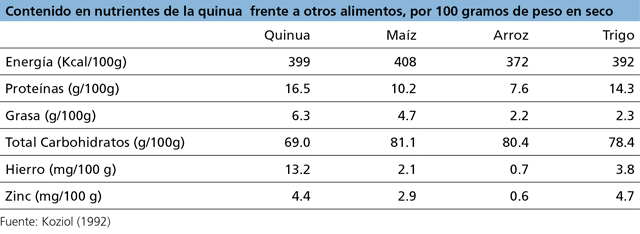 Contenido en nutrientes de la quinua frente a otros alimentos, por 100 gramos de peso en seco
Quinua Maíz Arroz Trigo
Energía (Kcal/100g) 399 408 372 392
Proteínas (g/100g) 16.5 10.2 7.6 14.3
Grasa (g/100g) 6.3 4.7 2.2 2.3
Total Carbohidratos (g/100g) 69.0 81.1 80.4 78.4
Hierro (mg/100 g) 13.2 2.1 0.7 3.8
Zinc (mg/100 g) 4.4 2.9 0.6 4.7
Fuente: Koziol (1992)